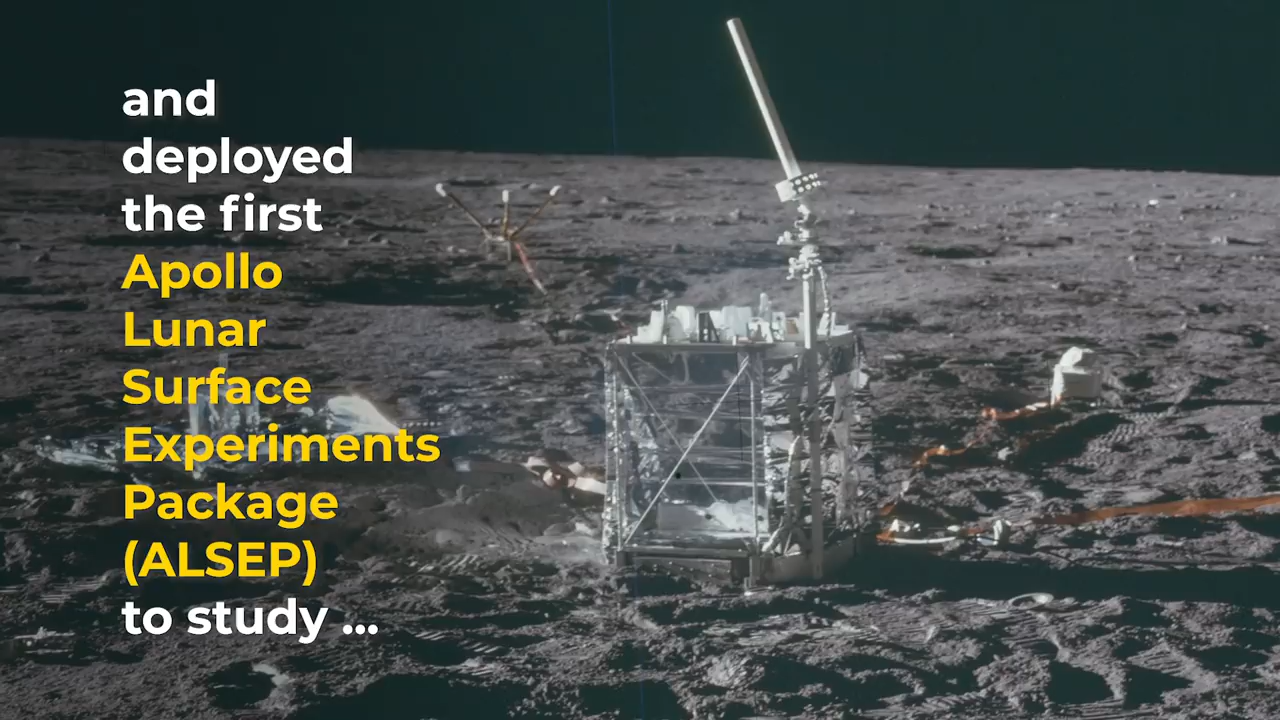 and
deployed
the first
Apollo
Lunar
Surface
Experiments
Package
(ALSEP)
to study ...